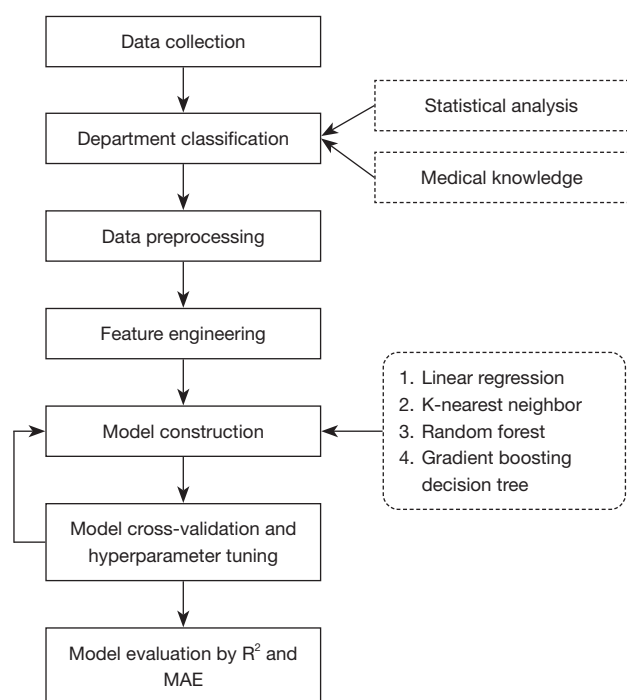 Data collection
Statistical analysis
Department classification
Medical knowledge
Data preprocessing
Feature engineering
1. Linear regression
2. K-nearest neighbor
3. Random forest
4. Gradient boosting
decision tree
Model construction
Model cross-validation and
hyperparameter tuning
Model evaluation by R² and
MAE